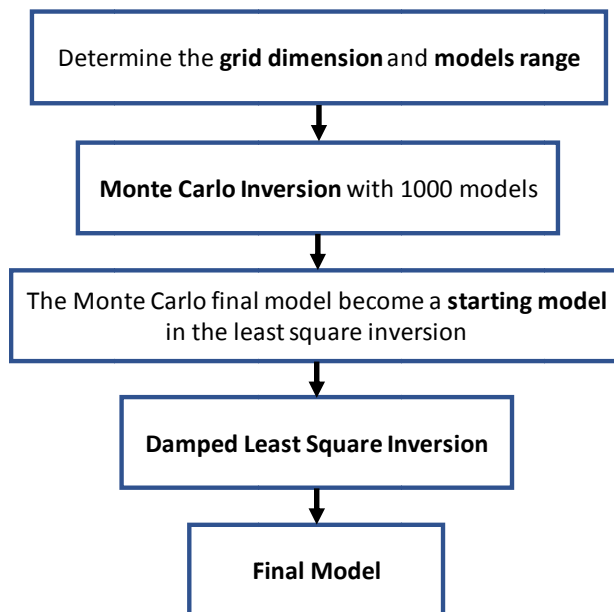 Determine the grid dimension and models range
Monte Carlo Inversion with 1000 models
The Monte Carlo final model become a starting model
in the least square inversion
Damped Least Square Inversion
Final Model